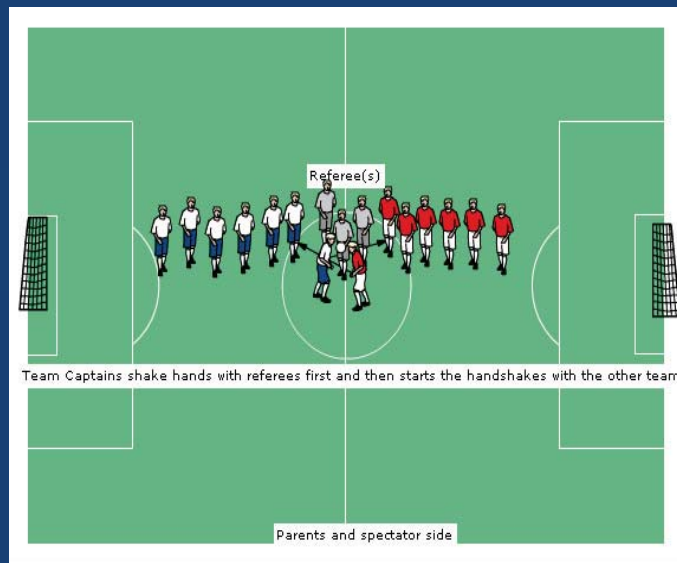 Referee(s)
Team Captains shake hands with referees first and then starts the handshakes with the other team
Parents and spectator side